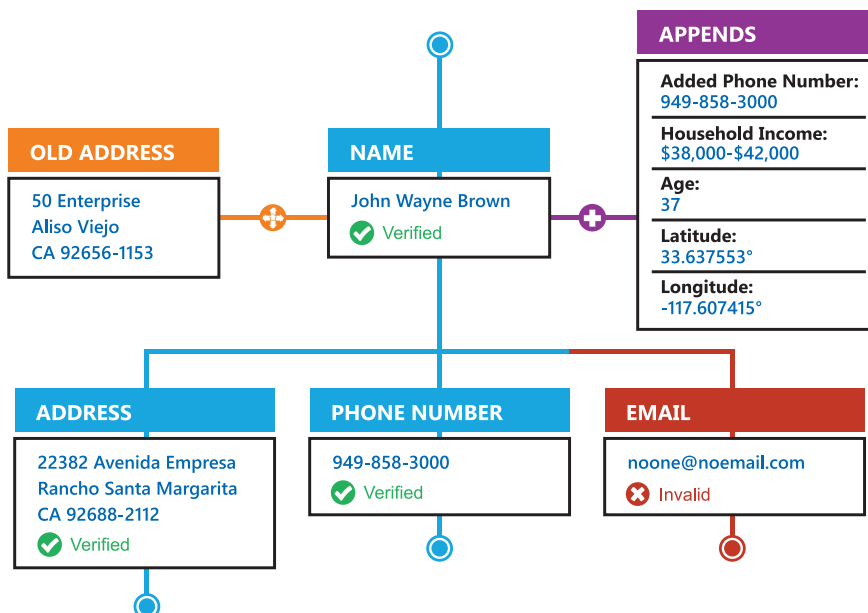 APPENDS
Added Phone Number:
949-858-3000
Household Income:
$38,000-$42,000
Age:
37
Latitude:
33.637553°
Longitude:
-117.607415°
OLD ADDRESS
50 Enterprise
Aliso Viejo
CA 92656-1153
NAME
John Wayne Brown
Verified
ADDRESS
22382 Avenida Empresa
Rancho Santa Margarita
CA 92688-2112
Verified
PHONE NUMBER
949-858-3000
Verified
EMAIL
noone@noemail.com
Invalid